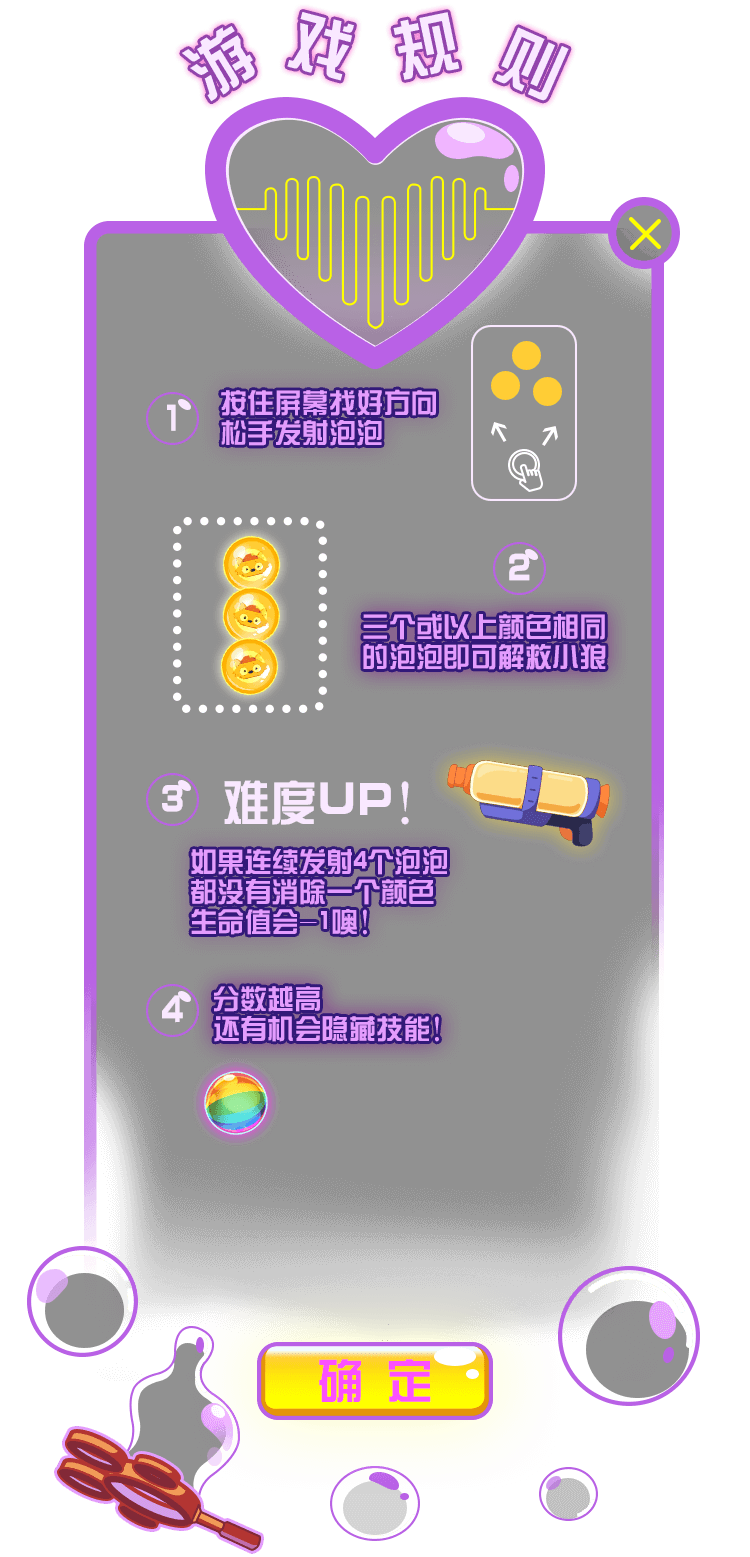 游戏规则
1
按住屏幕找好方向
松手发射泡泡
2
三个或以上颜色相同
的泡泡即可解救小狼
3
难度UP!
如果连续发射4个泡泡
都没有消除一个颜色
生命值会-1噢!
4
分数越高
还有机会隐藏技能!
确定